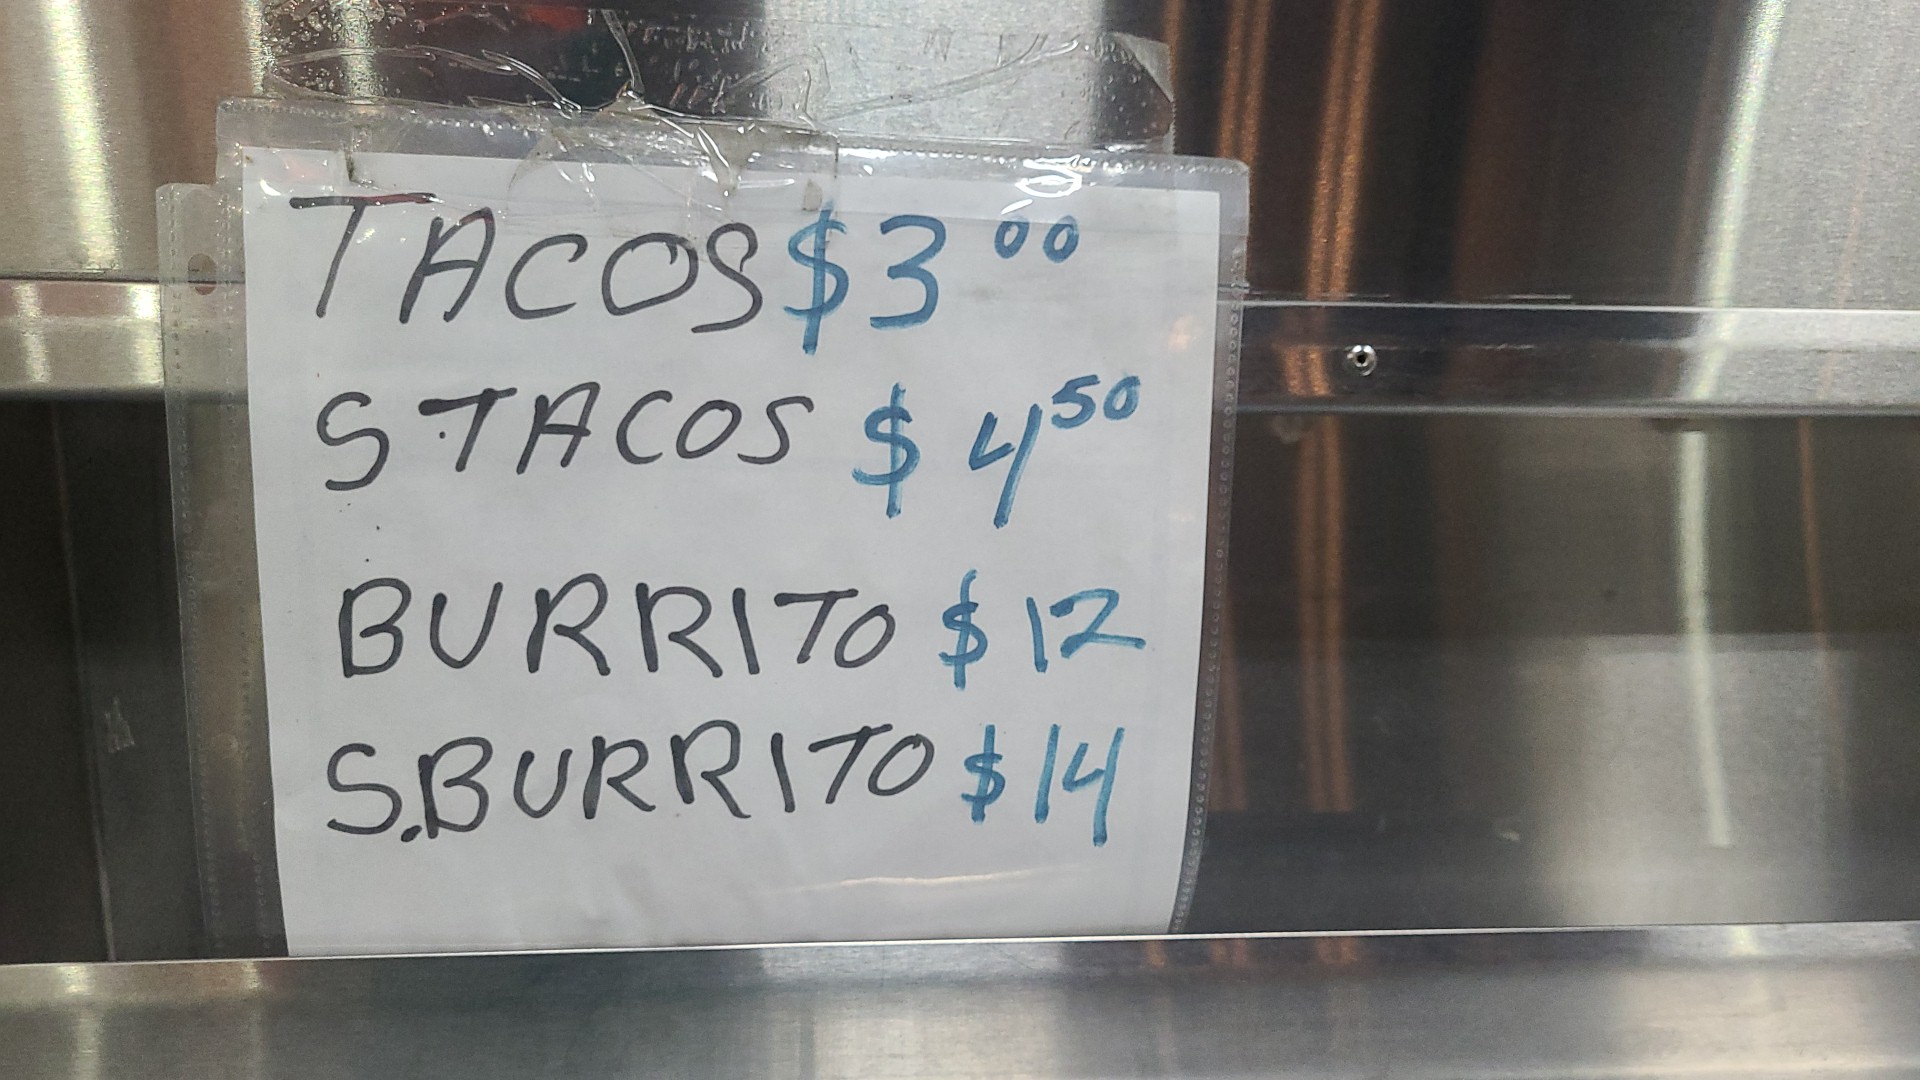 TACOS $3 00
S.TACOS $4 50
BURRITO $12
S.BURRITO $14